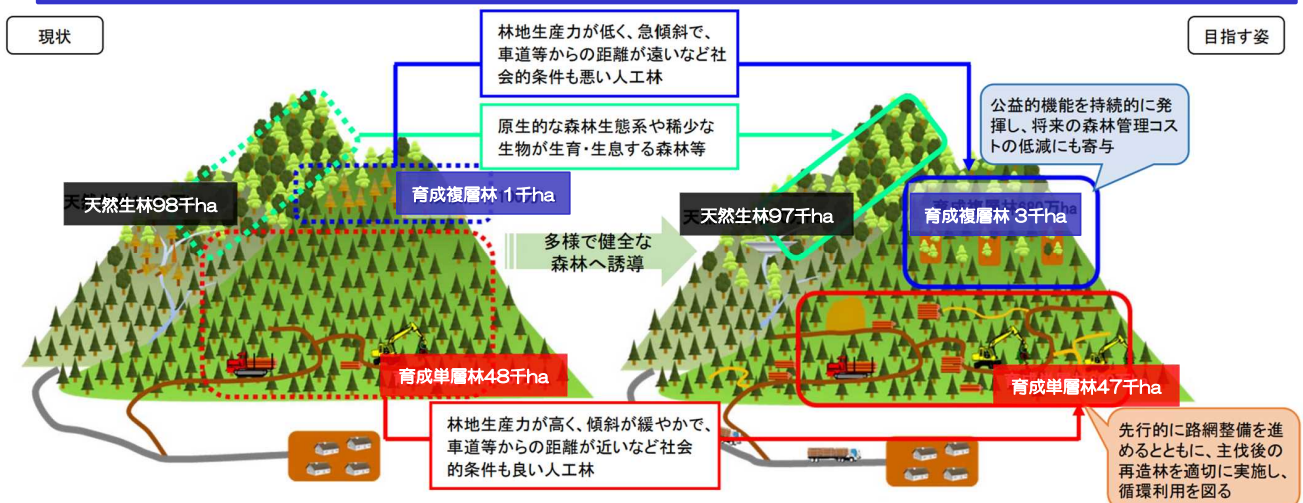 現状
目指す姿
林地生産力が低く、急傾斜で、
車道等からの距離が遠いなど社
会的条件も悪い人工林
原生的な森林生態系や稀少な
生物が生育・生息する森林等
公益的機能を持続的に発
揮し、将来の森林管理コス
トの低減にも寄与
天然生林98千ha
育成複層林 1千ha
天然生林97千ha
育成複層林 3千ha
多様で健全な
森林へ誘導
育成単層林48千ha
育成単層林47千ha
林地生産力が高く、傾斜が緩やかで、
車道等からの距離が近いなど社会
的条件も良い人工林
先行的に路網整備を進
めるとともに、主伐後の
再造林を適切に実施し、
循環利用を図る